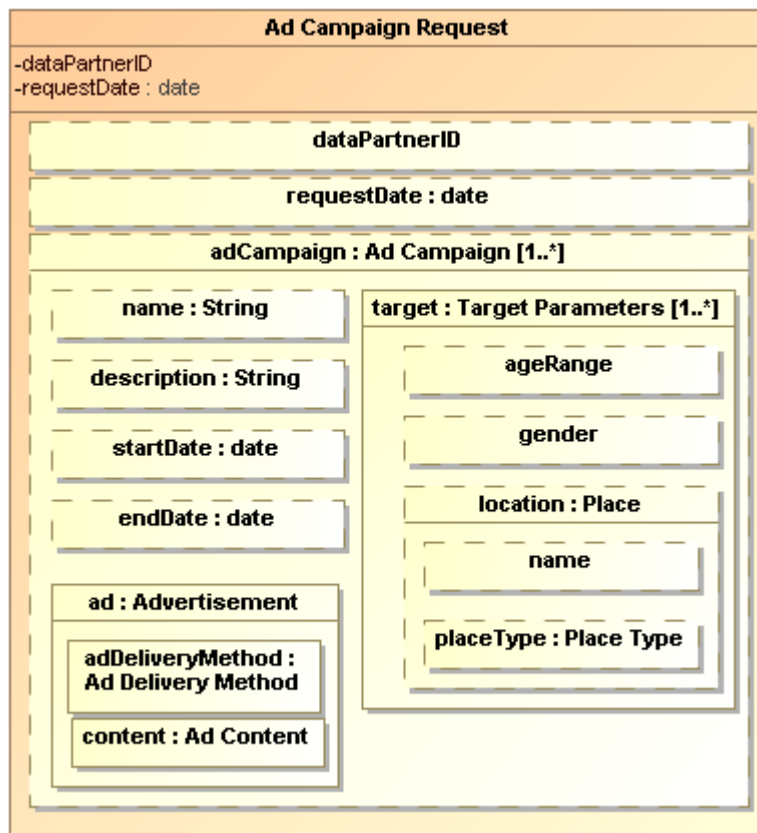 Ad Campaign Request
-dataPartnerID
-requestDate : date
dataPartnerID
requestDate : date
adCampaign : Ad Campaign [1..*]
name : String
description : String
startDate : date
endDate : date
ad : Advertisement
adDeliveryMethod :
Ad Delivery Method
content : Ad Content
target : Target Parameters [1..*]
ageRange
gender
location : Place
name
placeType : Place Type